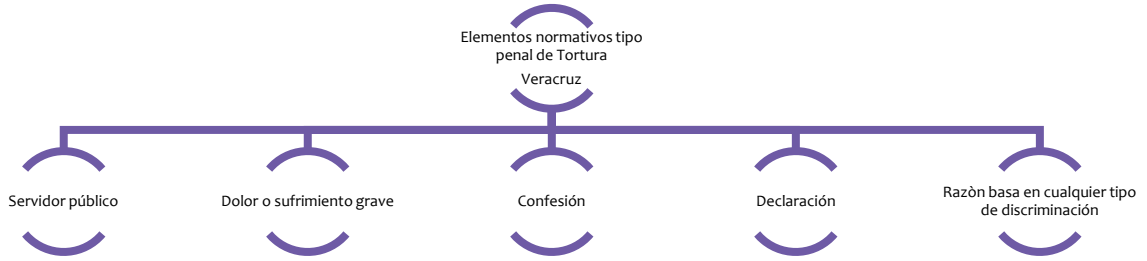 Elementos normativos tipo
penal de Tortura
Veracruz
Servidor público
Dolor o sufrimiento grave
Confesión
Declaración
Razòn basa en cualquier tipo
de discriminación